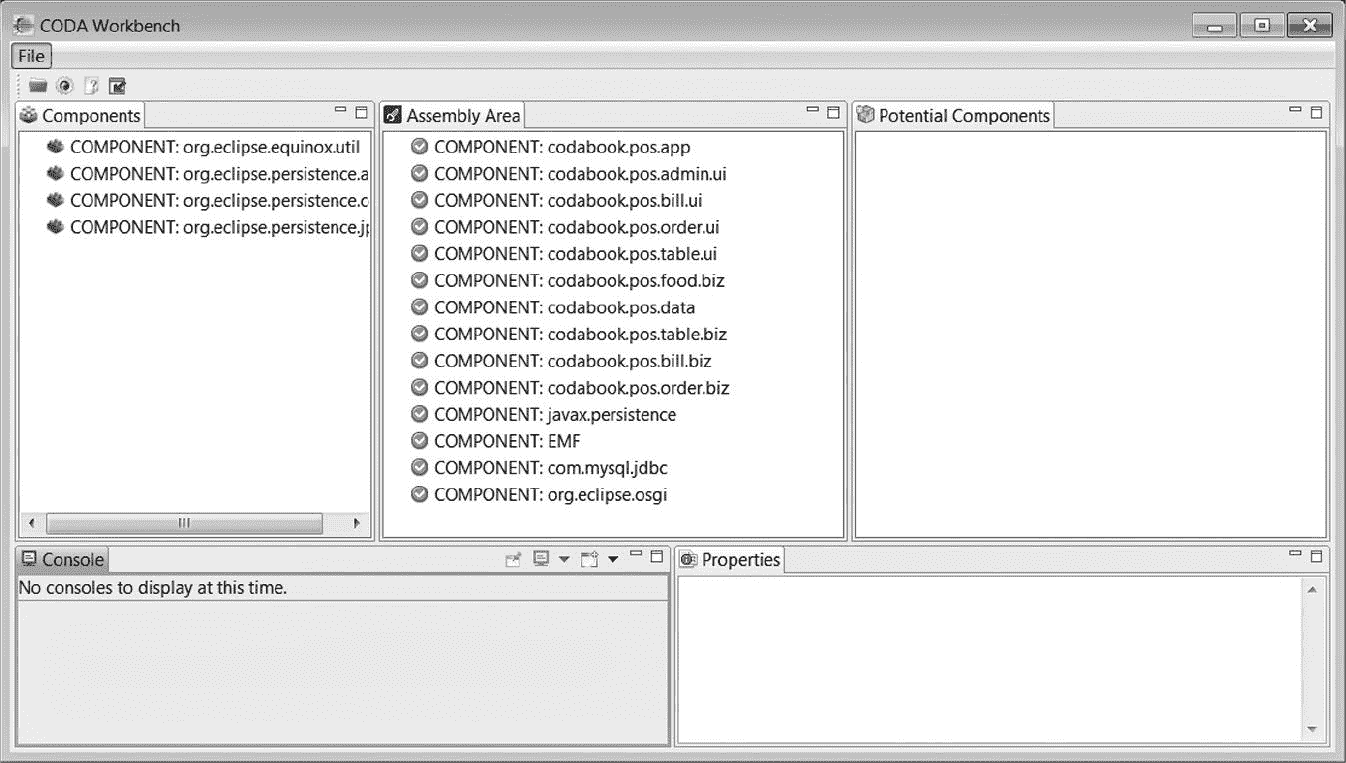 CODA Workbench
File
Components
COMPONENT: org.eclipse.equinox.util
COMPONENT: org.eclipse.persistence.a
COMPONENT: org.eclipse.persistence.c
COMPONENT: org.eclipse.persistence.jp
Assembly Area
COMPONENT: codabook.pos.app
COMPONENT: codabook.pos.admin.ui
COMPONENT: codabook.pos.bill.ui
COMPONENT: codabook.pos.order.ui
COMPONENT: codabook.pos.table.ui
COMPONENT: codabook.pos.food.biz
COMPONENT: codabook.pos.data
COMPONENT: codabook.pos.table.biz
COMPONENT: codabook.pos.bill.biz
COMPONENT: codabook.pos.order.biz
COMPONENT: javax.persistence
COMPONENT: EMF
COMPONENT: com.mysql.jdbc
COMPONENT: org.eclipse.osgi
Potential Components
Console
No consoles to display at this time.
Properties